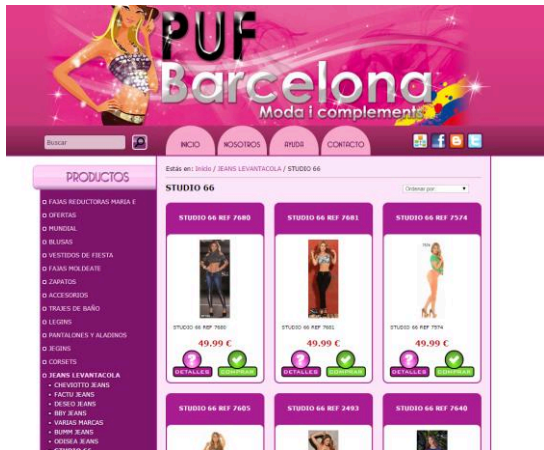 PUF
Barcelona
Moda i complements
Buscar
INICIO
NOSOTROS
AYUDA
CONTACTO
PRODUCTOS
FAJAS REDUCTORAS MARIA E
OFERTAS
MUNDIAL
BLUSAS
VESTIDOS DE FIESTA
FAJAS MOLDEATE
ZAPATOS
ACCESORIOS
TRAJES DE BAÑO
LEGINS
PANTALONES Y ALADINOS
JEGINS
CORSETS
JEANS LEVANTACOLA
CHEVIOTTO JEANS
FACTU JEANS
DESEO JEANS
BBY JEANS
VARIAS MARCAS
BUMM JEANS
ODISEA JEANS
STUDIO 66
Estás en: Inicio / JEANS LEVANTACOLA / STUDIO 66
STUDIO 66
Ordenar por:
STUDIO 66 REF 7680
STUDIO 66 REF 7681
STUDIO 66 REF 7574
STUDIO 66 REF 7680
STUDIO 66 REF 7681
STUDIO 66 REF 7574
49.99 €
49.99 €
49.99 €
DETALLES
COMPRAR
DETALLES
COMPRAR
DETALLES
COMPRAR
STUDIO 66 REF 7605
STUDIO 66 REF 2493
STUDIO 66 REF 7640